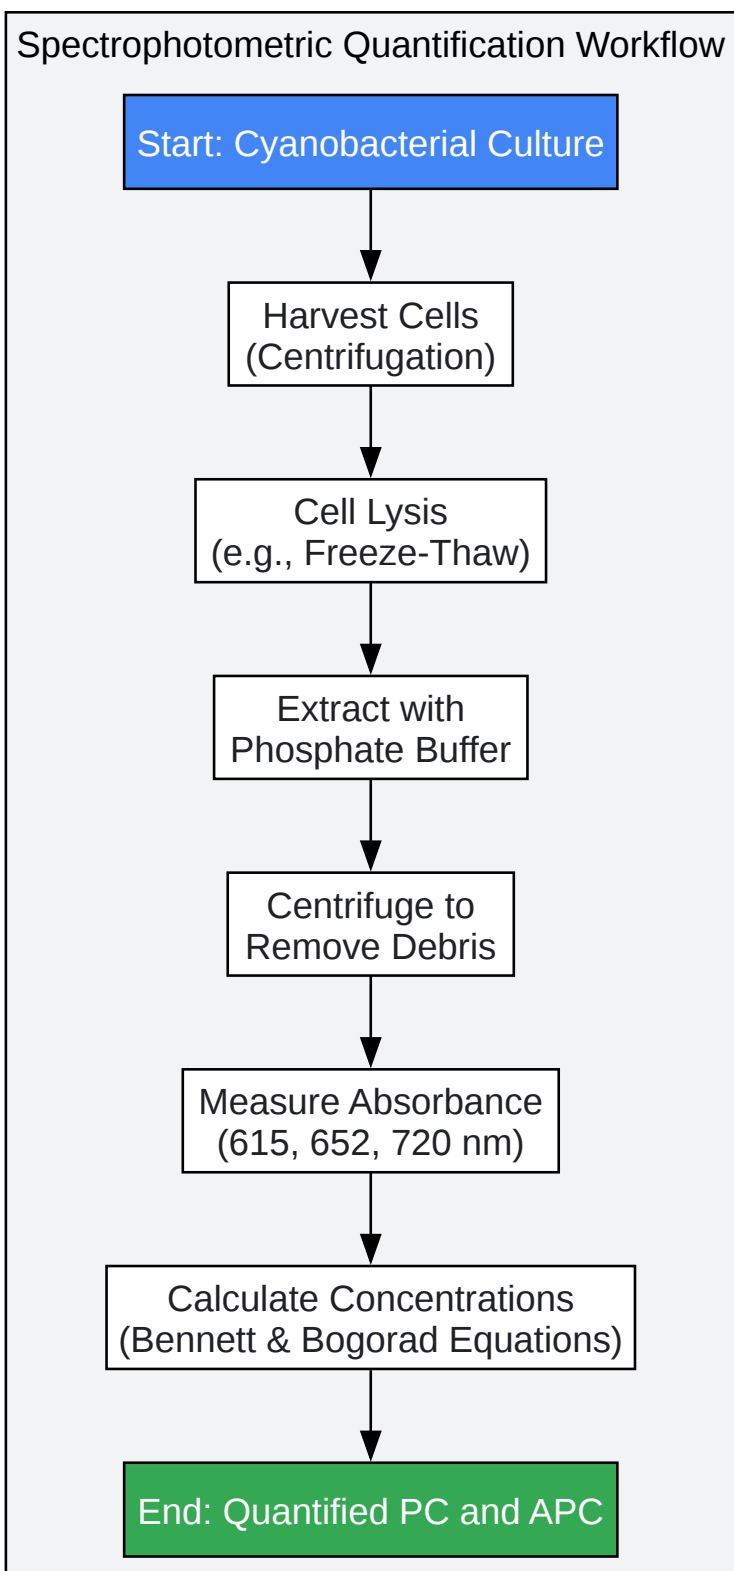 Spectrophotometric Quantification Workflow
Start: Cyanobacterial Culture
Harvest Cells
(Centrifugation)
Cell Lysis
(e.g., Freeze-Thaw)
Extract with
Phosphate Buffer
Centrifuge to
Remove Debris
Measure Absorbance
(615, 652, 720 nm)
Calculate Concentrations
(Bennett & Bogorad Equations)
End: Quantified PC and APC